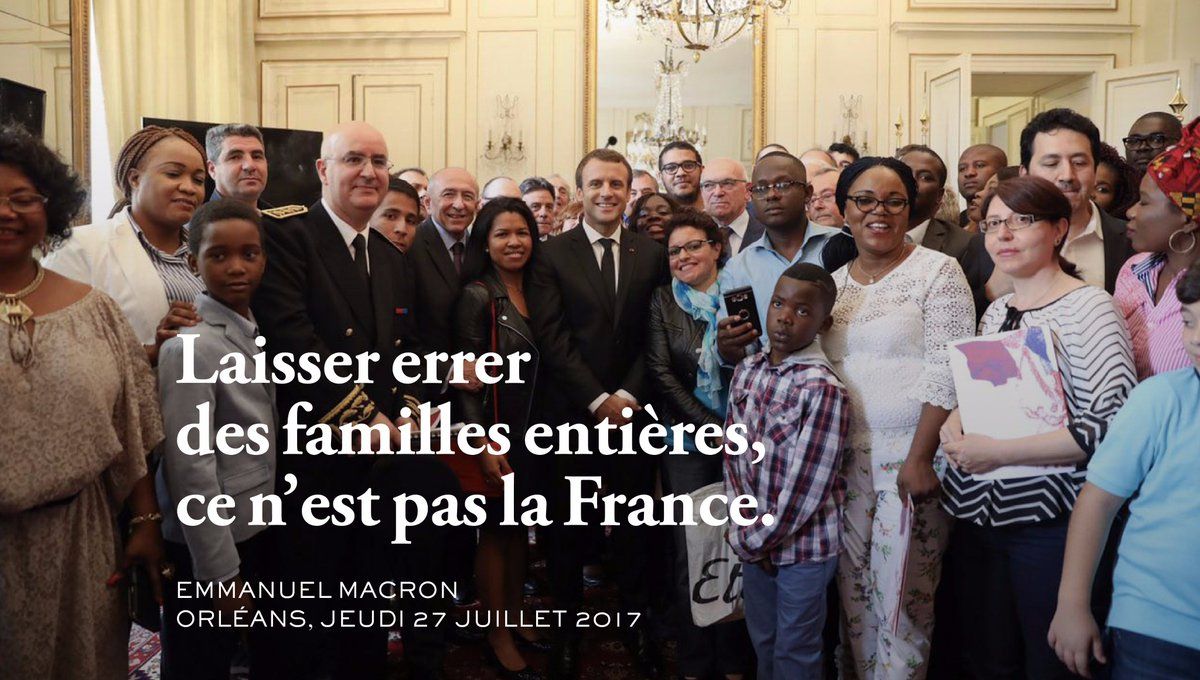 Laisser errer
des familles entières,
ce n’est pas la France.
EMMANUEL MACRON
ORLÉANS, JEUDI 27 JUILLET 2017